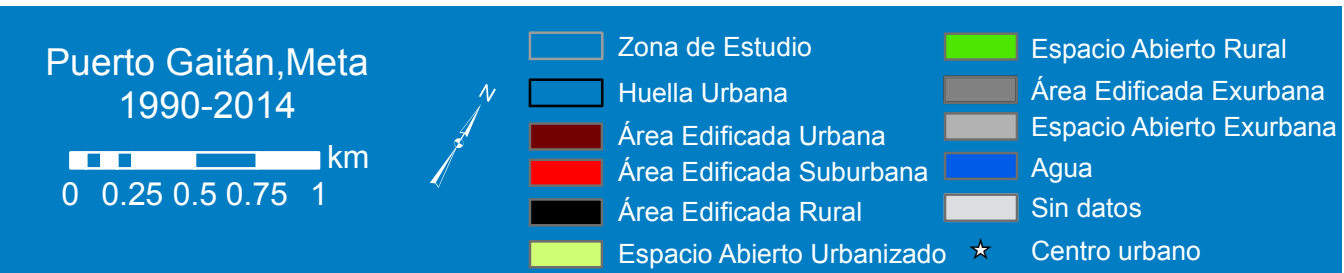 Puerto Gaitán,Meta
1990-2014
km
0 0.25 0.5 0.75 1
N
Zona de Estudio
Huella Urbana
Área Edificada Urbana
Área Edificada Suburbana
Área Edificada Rural
Espacio Abierto Urbanizado
Espacio Abierto Rural
Área Edificada Exurbana
Espacio Abierto Exurbana
Agua
Sin datos
Centro urbano